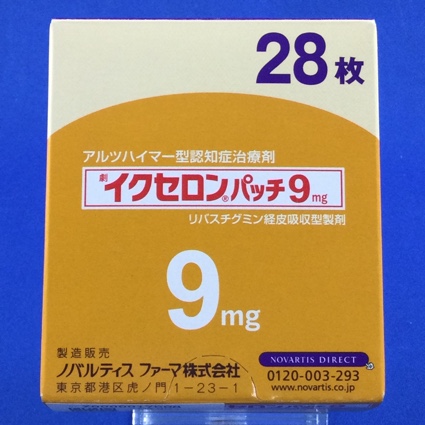 28枚
アルツハイマー型認知症治療剤
劇 イクセロン®パッチ9mg
リバスチグミン経皮吸収型製剤
9mg
製造販売
ノバルティス ファーマ株式会社
東京都港区虎ノ門1-23-1
NOVARTIS DIRECT
0120-003-293
www.novartis.co.jp